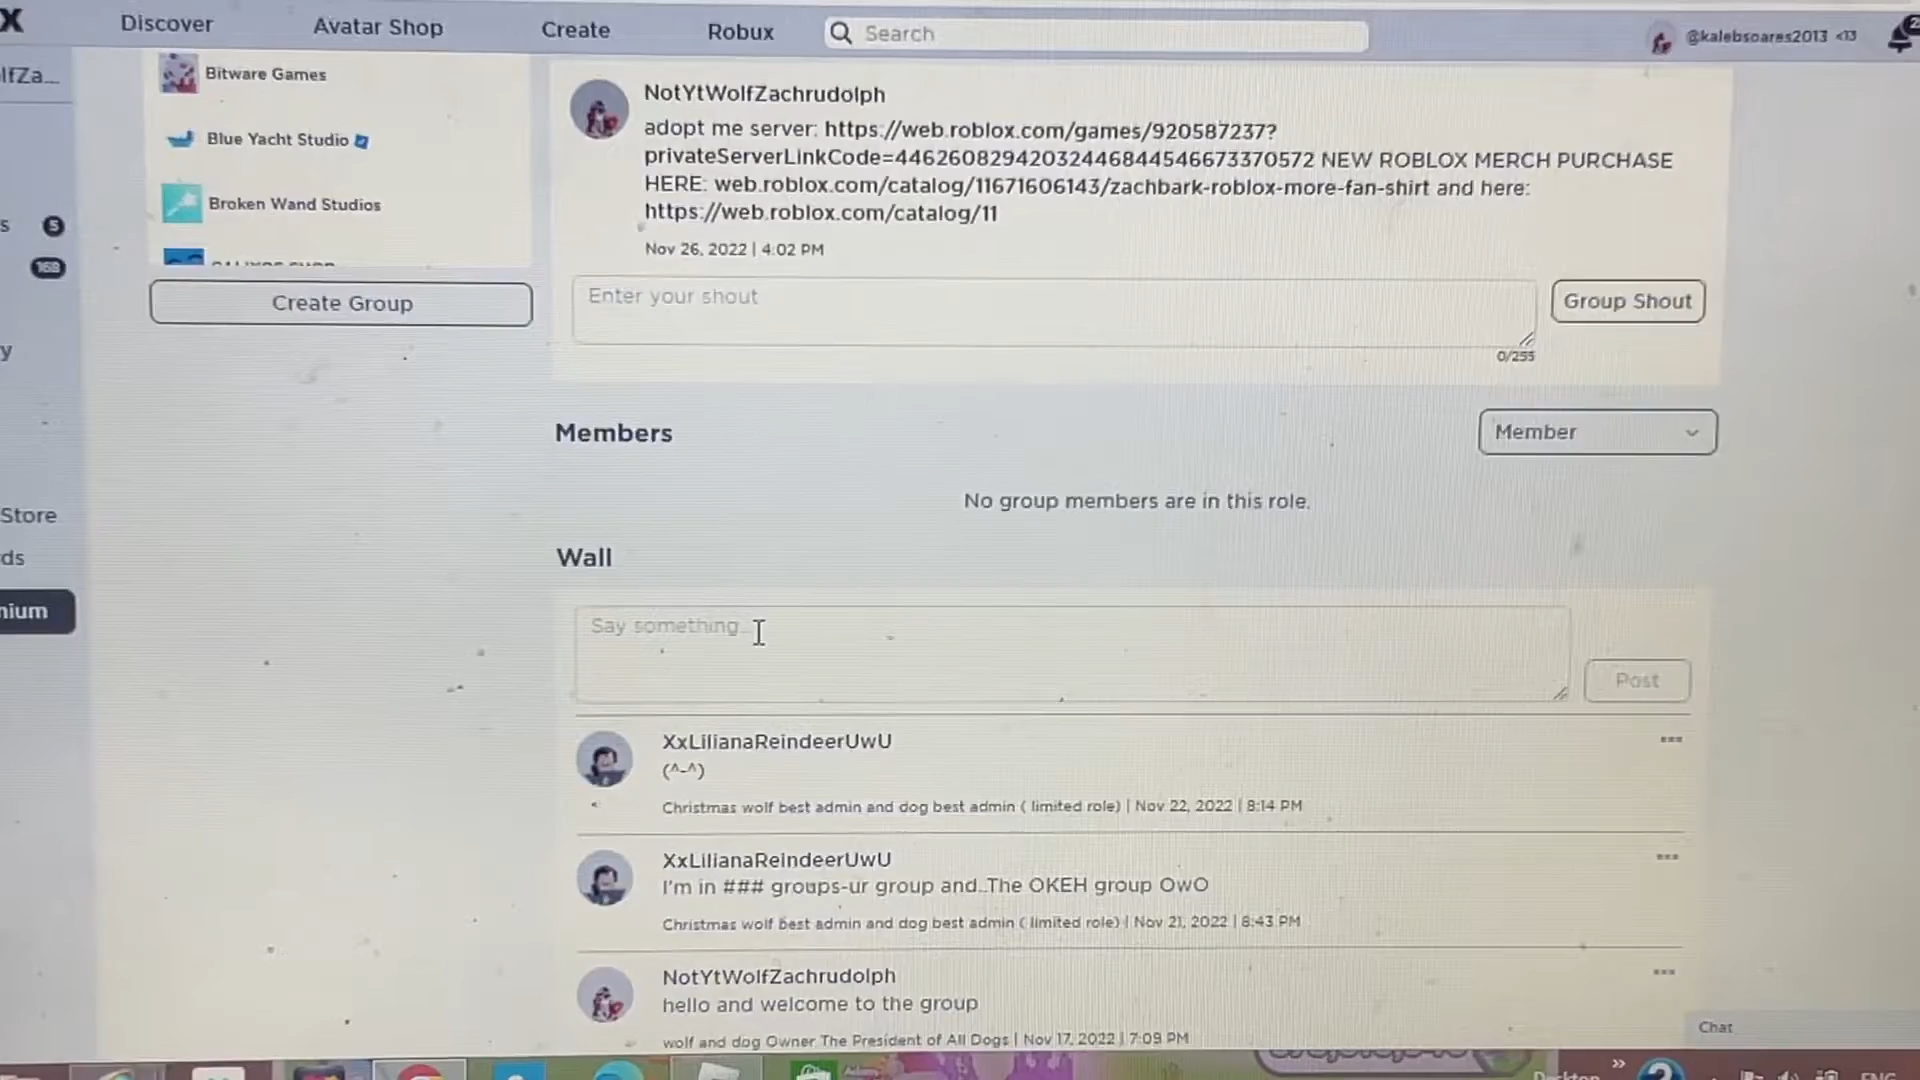 X
Discover
Avatar Shop
Create
Robux
Search
@kalebsoares2013 <13
2
lfZa...
Bitware Games
Blue Yacht Studio
Broken Wand Studios
Create Group
s 5
168
y
Store
ds
nium
NotYtWolfZachrudolph
adopt me server: https://web.roblox.com/games/920587237?
privateServerLinkCode=44626082942032446844546673370572 NEW ROBLOX MERCH PURCHASE
HERE: web.roblox.com/catalog/11671606143/zachbark-roblox-more-fan-shirt and here:
https://web.roblox.com/catalog/11
Nov 26, 2022 | 4:02 PM
Enter your shout
Group Shout
0/255
Members
Member
No group members are in this role.
Wall
Say something...
Post
XxLilianaReindeerUwU
(^-^)
Christmas wolf best admin and dog best admin ( limited role) | Nov 22, 2022 | 8:14 PM
XxLilianaReindeerUwU
I'm in ### groups-ur group and..The OKEH group OwO
Christmas wolf best admin and dog best admin ( limited role) | Nov 21, 2022 | 8:43 PM
NotYtWolfZachrudolph
hello and welcome to the group
wolf and dog Owner The President of All Dogs | Nov 17, 2022 | 7:09 PM
Chat
Desktop
ENG